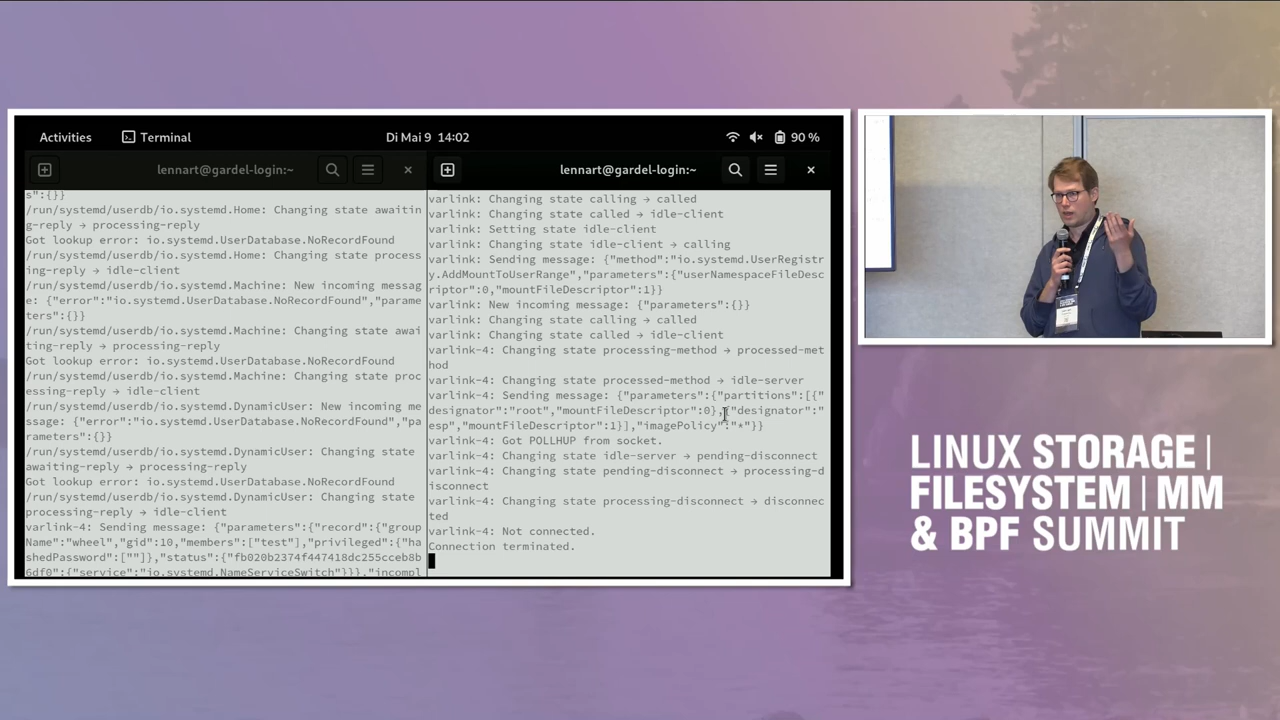 Activities
Terminal
Di Mai 9 14:02
90 %
lennart@gardel-login:~
s":{}}
/run/systemd/userdb/io.systemd.Home: Changing state awaitin
g-reply → processing-reply
Got lookup error: io.systemd.UserDatabase.NoRecordFound
/run/systemd/userdb/io.systemd.Home: Changing state process
ing-reply → idle-client
/run/systemd/userdb/io.systemd.Machine: New incoming messag
e: {"error":"io.systemd.UserDatabase.NoRecordFound","parame
ters":{}}
/run/systemd/userdb/io.systemd.Machine: Changing state awai
ting-reply → processing-reply
Got lookup error: io.systemd.UserDatabase.NoRecordFound
/run/systemd/userdb/io.systemd.Machine: Changing state proc
essing-reply → idle-client
/run/systemd/userdb/io.systemd.DynamicUser: New incoming me
ssage: {"error":"io.systemd.UserDatabase.NoRecordFound","pa
rameters":{}}
/run/systemd/userdb/io.systemd.DynamicUser: Changing state
awaiting-reply → processing-reply
Got lookup error: io.systemd.UserDatabase.NoRecordFound
/run/systemd/userdb/io.systemd.DynamicUser: Changing state
processing-reply → idle-client
varlink-4: Sending message: {"parameters":{"record":{"group
Name":"wheel","gid":10,"members":["test"],"privileged":{"ha
shedPassword":[""]},"status":{"fb020b2374f447418dc255cceb8b
6df0":{"service":"io.systemd.NameServiceSwitch"}}},"incompl
lennart@gardel-login:~
varlink: Changing state calling → called
varlink: Changing state called → idle-client
varlink: Setting state idle-client
varlink: Changing state idle-client → calling
varlink: Sending message: {"method":"io.systemd.UserRegistr
y.AddMountToUserRange","parameters":{"userNamespaceFileDesc
riptor":0,"mountFileDescriptor":1}}
varlink: New incoming message: {"parameters":{}}
varlink: Changing state calling → called
varlink: Changing state called → idle-client
varlink-4: Changing state processing-method → processed-met
hod
varlink-4: Changing state processed-method → idle-server
varlink-4: Sending message: {"parameters":{"partitions":[{"
designator":"root","mountFileDescriptor":0},{"designator":"
esp","mountFileDescriptor":1}],"imagePolicy":"*"}}
varlink-4: Got POLLHUP from socket.
varlink-4: Changing state idle-server → pending-disconnect
varlink-4: Changing state pending-disconnect → processing-d
isconnect
varlink-4: Changing state processing-disconnect → disconnec
ted
varlink-4: Not connected.
Connection terminated.
LINUX STORAGE |
FILESYSTEM | MM
& BPF SUMMIT